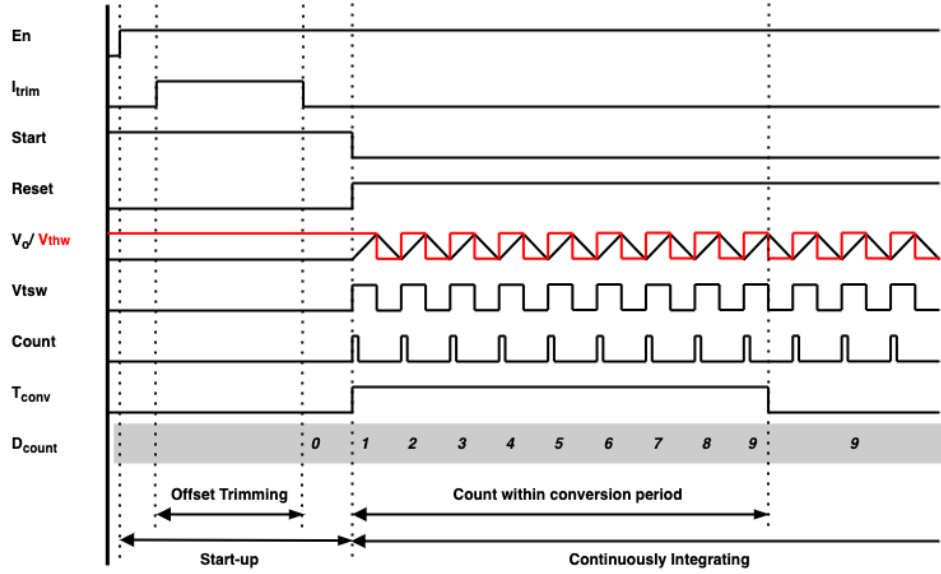 En
Itrim
Start
Reset
Vo/ Vthw
Vtsw
Count
Tconv
Dcount 0 1 2 3 4 5 6 7 8 9 9
Offset Trimming Count within conversion period
Start-up Continuously Integrating